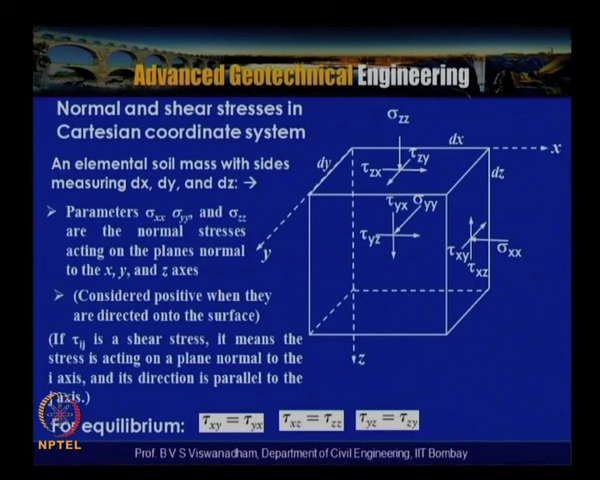 Advanced Geotechnical Engineering
Normal and shear stresses in
Cartesian coordinate system
An elemental soil mass with sides
measuring dx, dy, and dz: →
➢ Parameters σxx σyy, and σzz
are the normal stresses
acting on the planes normal
to the x, y, and z axes
➢ (Considered positive when they
are directed onto the surface)
(If τij is a shear stress, it means the
stress is acting on a plane normal to the
i axis, and its direction is parallel to the
j axis.)
For equilibrium: τxy = τyx τxz = τzz τyz = τzy
σzz
dx
x
dy
τzy
τzx
dz
τyx σyy
τyz
τxy
σxx
τxz
y
z
NPTEL
Prof. B V S Viswanadham, Department of Civil Engineering, IIT Bombay